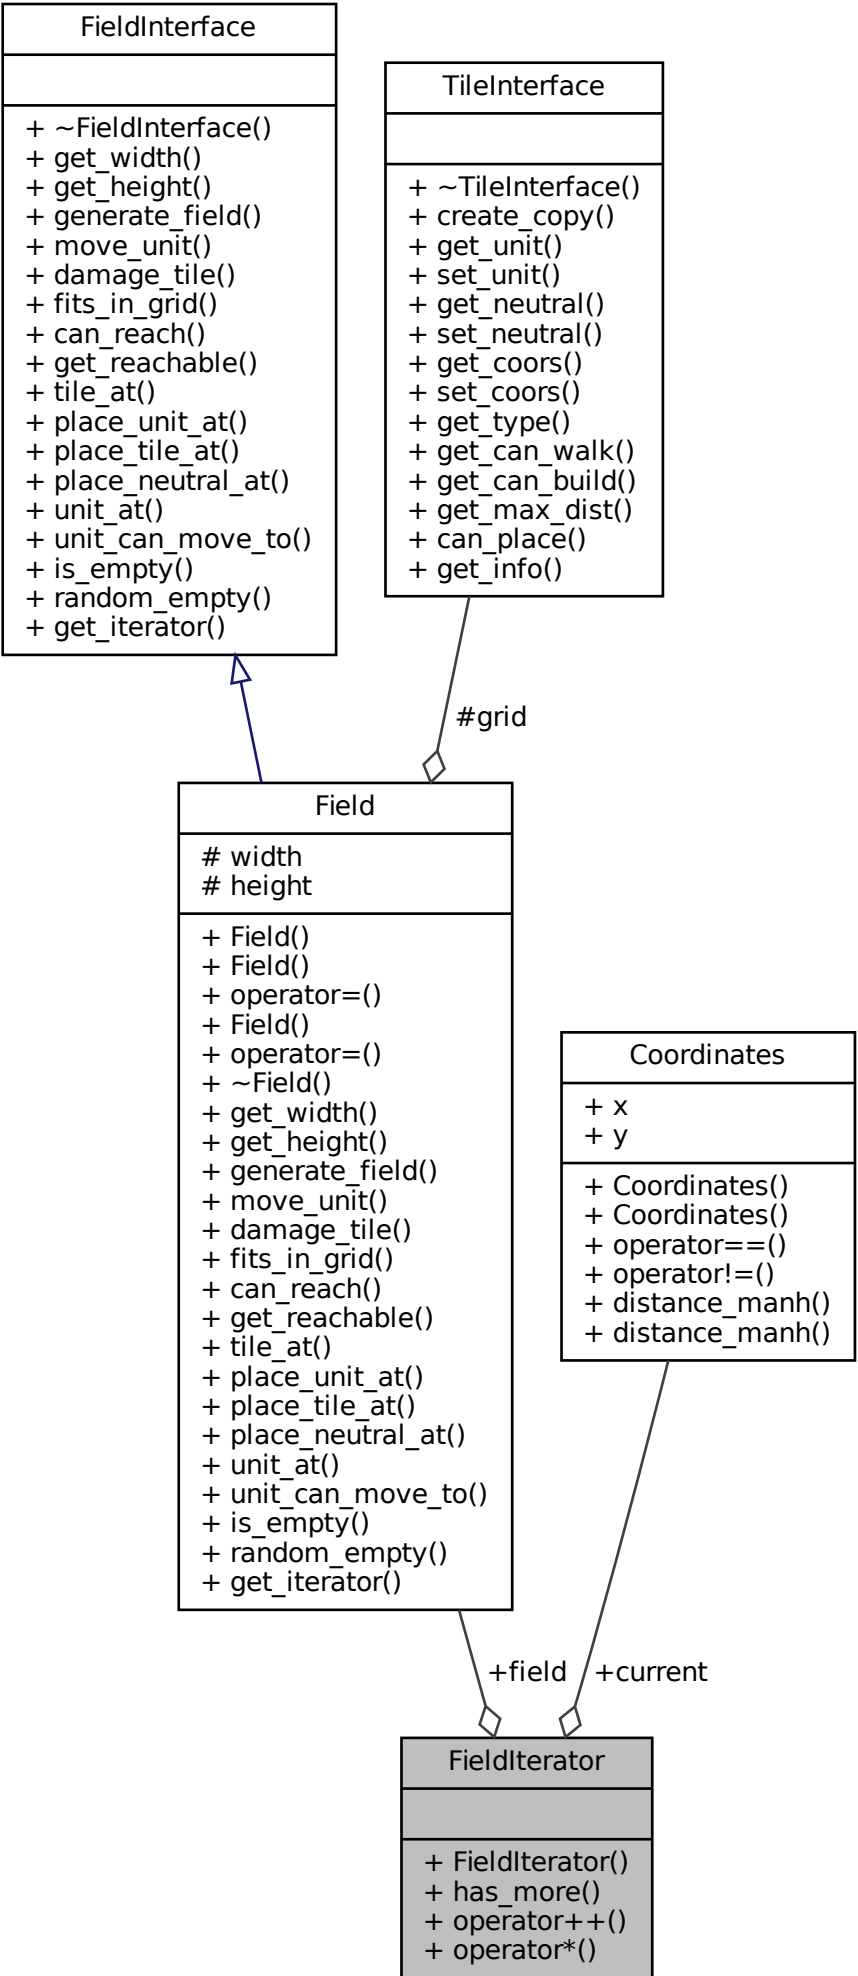 FieldInterface
+ ~FieldInterface()
+ get_width()
+ get_height()
+ generate_field()
+ move_unit()
+ damage_tile()
+ fits_in_grid()
+ can_reach()
+ get_reachable()
+ tile_at()
+ place_unit_at()
+ place_tile_at()
+ place_neutral_at()
+ unit_at()
+ unit_can_move_to()
+ is_empty()
+ random_empty()
+ get_iterator()
TileInterface
+ ~TileInterface()
+ create_copy()
+ get_unit()
+ set_unit()
+ get_neutral()
+ set_neutral()
+ get_coors()
+ set_coors()
+ get_type()
+ get_can_walk()
+ get_can_build()
+ get_max_dist()
+ can_place()
+ get_info()
#grid
Field
# width
# height
+ Field()
+ Field()
+ operator=()
+ Field()
+ operator=()
+ ~Field()
+ get_width()
+ get_height()
+ generate_field()
+ move_unit()
+ damage_tile()
+ fits_in_grid()
+ can_reach()
+ get_reachable()
+ tile_at()
+ place_unit_at()
+ place_tile_at()
+ place_neutral_at()
+ unit_at()
+ unit_can_move_to()
+ is_empty()
+ random_empty()
+ get_iterator()
Coordinates
+ x
+ y
+ Coordinates()
+ Coordinates()
+ operator==()
+ operator!=()
+ distance_manh()
+ distance_manh()
+field
+current
FieldIterator
+ FieldIterator()
+ has_more()
+ operator++()
+ operator*()